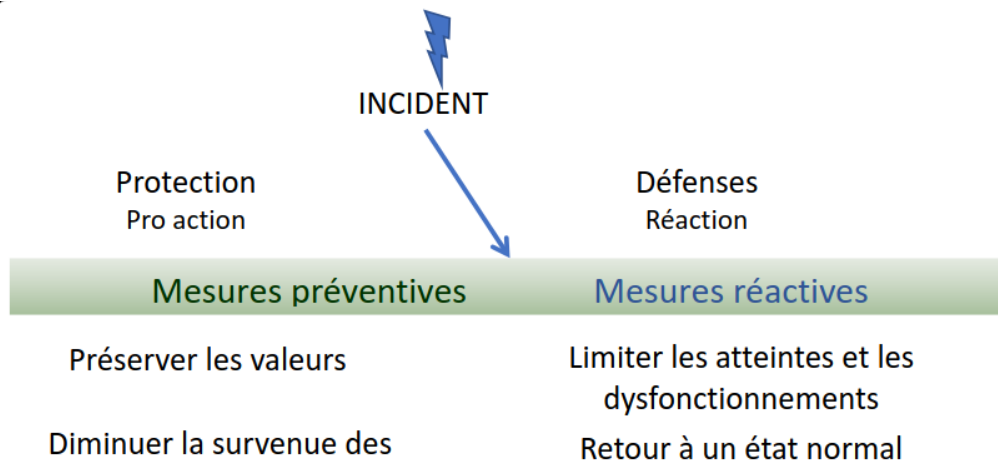 INCIDENT
Protection
Pro action
Défenses
Réaction
Mesures préventives
Mesures réactives
Préserver les valeurs
Limiter les atteintes et les
dysfonctionnements
Diminuer la survenue des
Retour à un état normal